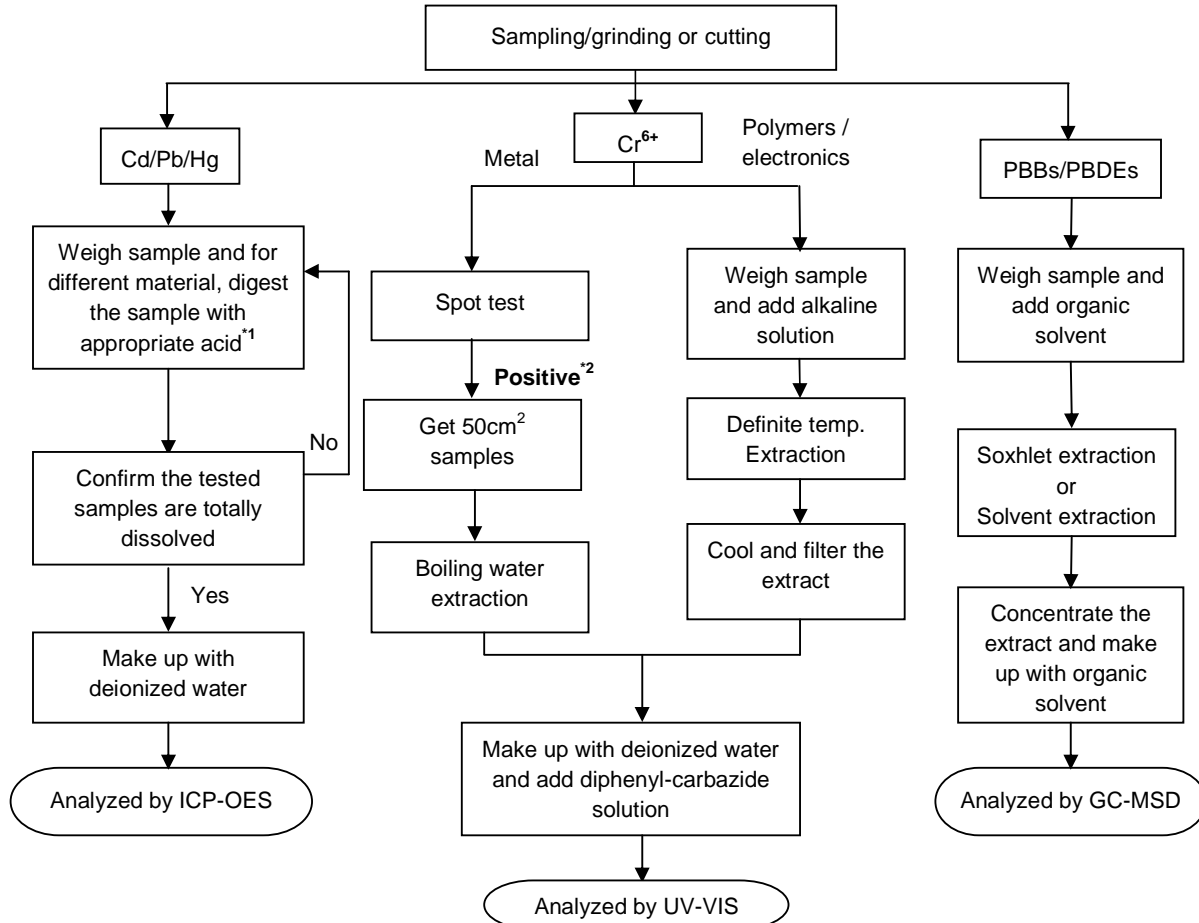 Sampling/grinding or cutting
Cd/Pb/Hg
Weigh sample and for
different material, digest
the sample with
appropriate acid*1
No
Confirm the tested
samples are totally
dissolved
Yes
Make up with
deionized water
Analyzed by ICP-OES
Cr6+
Metal
Spot test
Positive*2
Get 50cm2
samples
Boiling water
extraction
Polymers /
electronics
Weigh sample
and add alkaline
solution
Definite temp.
Extraction
Cool and filter the
extract
Make up with deionized water
and add diphenyl-carbazide
solution
Analyzed by UV-VIS
PBBs/PBDEs
Weigh sample and
add organic
solvent
Soxhlet extraction
or
Solvent extraction
Concentrate the
extract and make
up with organic
solvent
Analyzed by GC-MSD